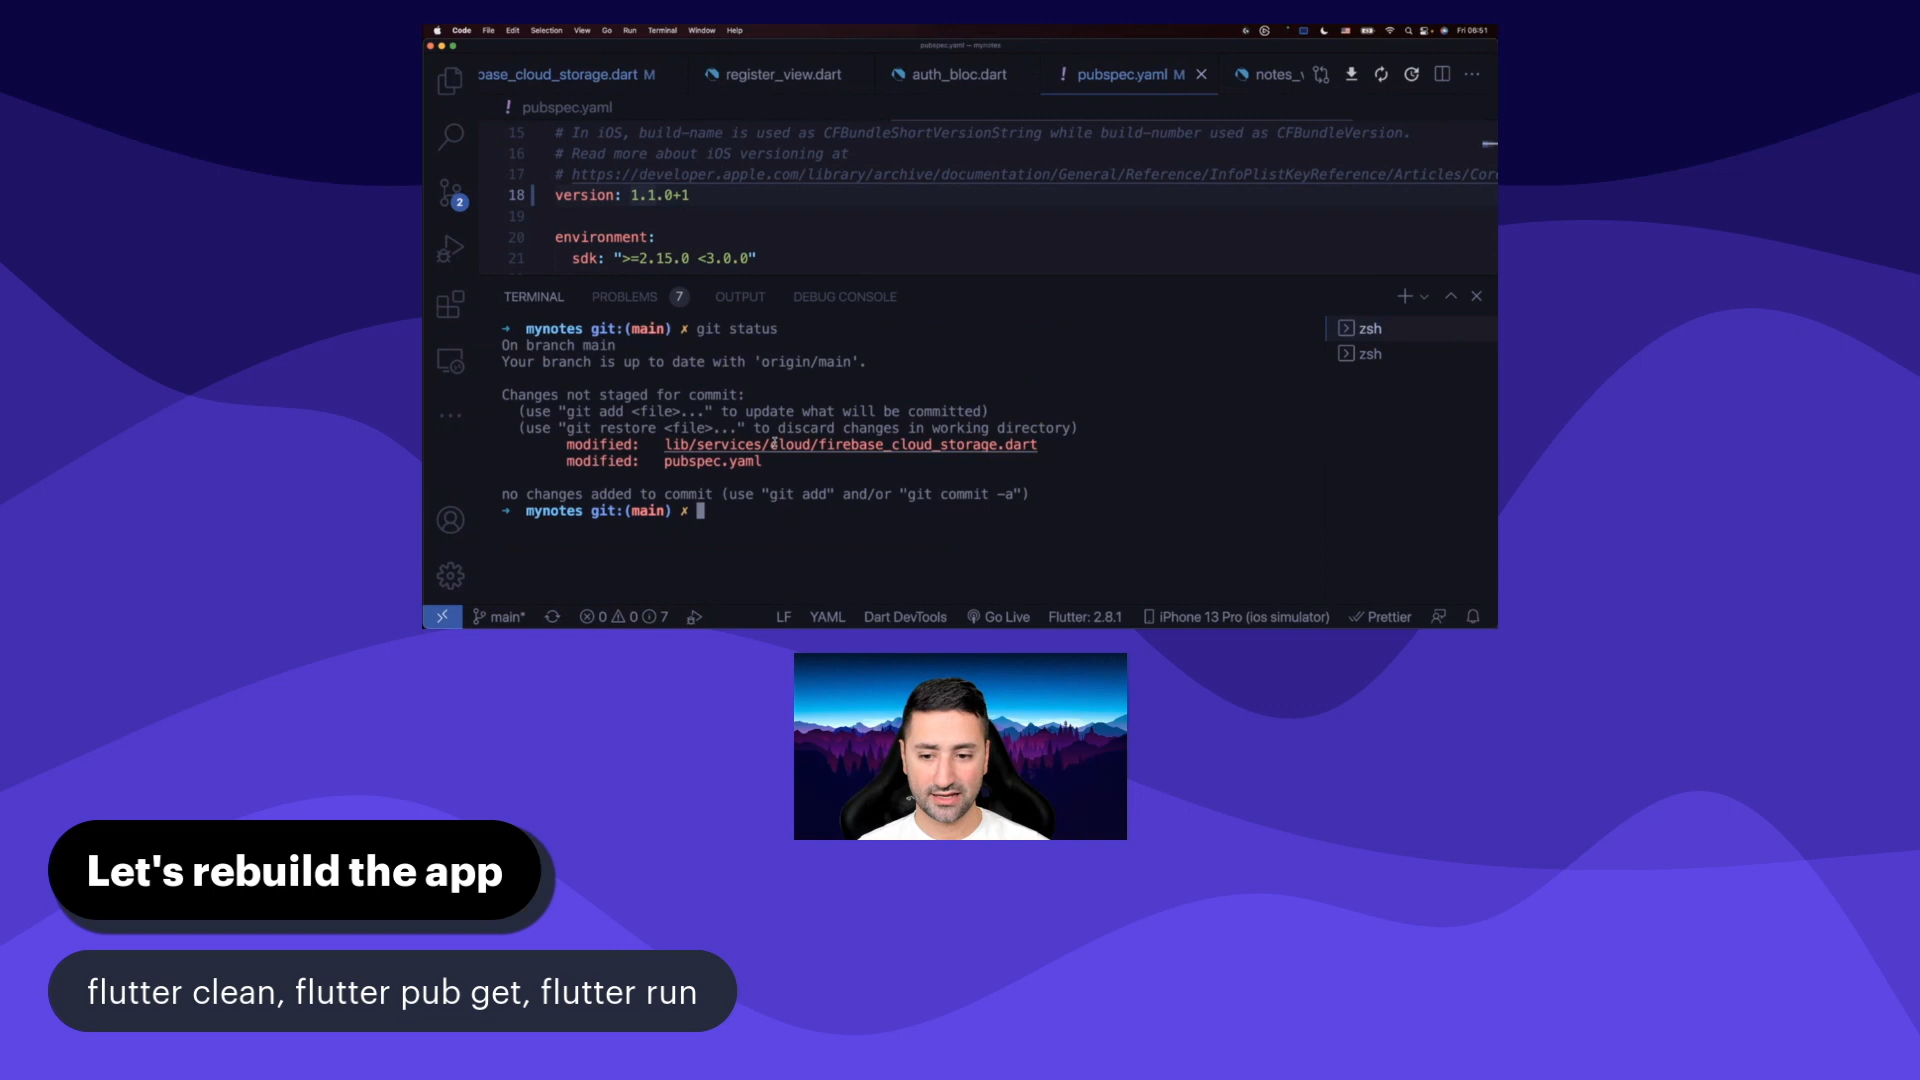 Code File Edit Selection View Go Run Terminal Window Help Fri 06:51
pubspec.yaml — mynotes
base_cloud_storage.dart M register_view.dart auth_bloc.dart ! pubspec.yaml M notes_
! pubspec.yaml
15 # In iOS, build-name is used as CFBundleShortVersionString while build-number used as CFBundleVersion.
16 # Read more about iOS versioning at
17 # https://developer.apple.com/library/archive/documentation/General/Reference/InfoPlistKeyReference/Articles/Cor
18 version: 1.1.0+1
19
20 environment:
21 sdk: ">=2.15.0 <3.0.0"
TERMINAL PROBLEMS 7 OUTPUT DEBUG CONSOLE
→ mynotes git:(main) ✗ git status
On branch main
Your branch is up to date with 'origin/main'.
Changes not staged for commit:
(use "git add <file>..." to update what will be committed)
(use "git restore <file>..." to discard changes in working directory)
modified: lib/services/cloud/firebase_cloud_storage.dart
modified: pubspec.yaml
no changes added to commit (use "git add" and/or "git commit -a")
→ mynotes git:(main) ✗
zsh
zsh
2
main* 0 0 7 LF YAML Dart DevTools Go Live Flutter: 2.8.1 iPhone 13 Pro (ios simulator) Prettier
Let's rebuild the app
flutter clean, flutter pub get, flutter run